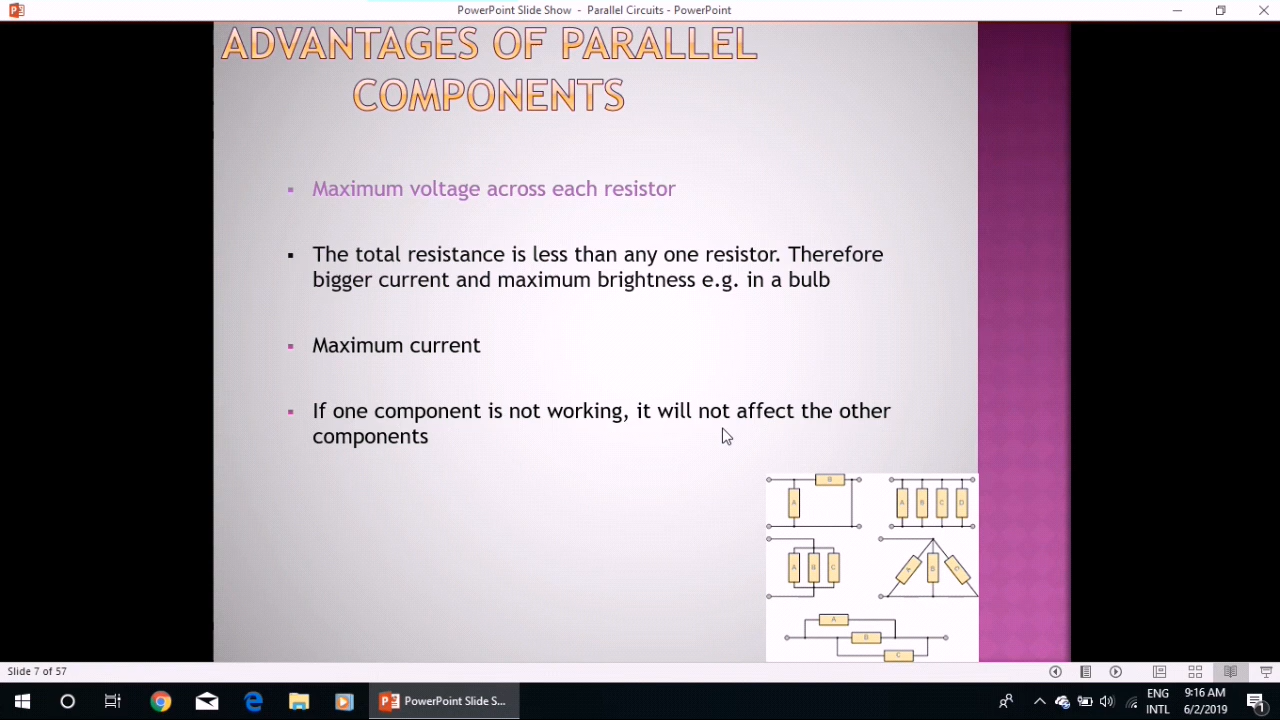 PowerPoint Slide Show - Parallel Circuits - PowerPoint
ADVANTAGES OF PARALLEL
COMPONENTS
Maximum voltage across each resistor
The total resistance is less than any one resistor. Therefore
bigger current and maximum brightness e.g. in a bulb
Maximum current
If one component is not working, it will not affect the other
components
B
A
A B C D
A B C
A B C
A
B
C
Slide 7 of 57
PowerPoint Slide S...
ENG
INTL
9:16 AM
6/2/2019
1